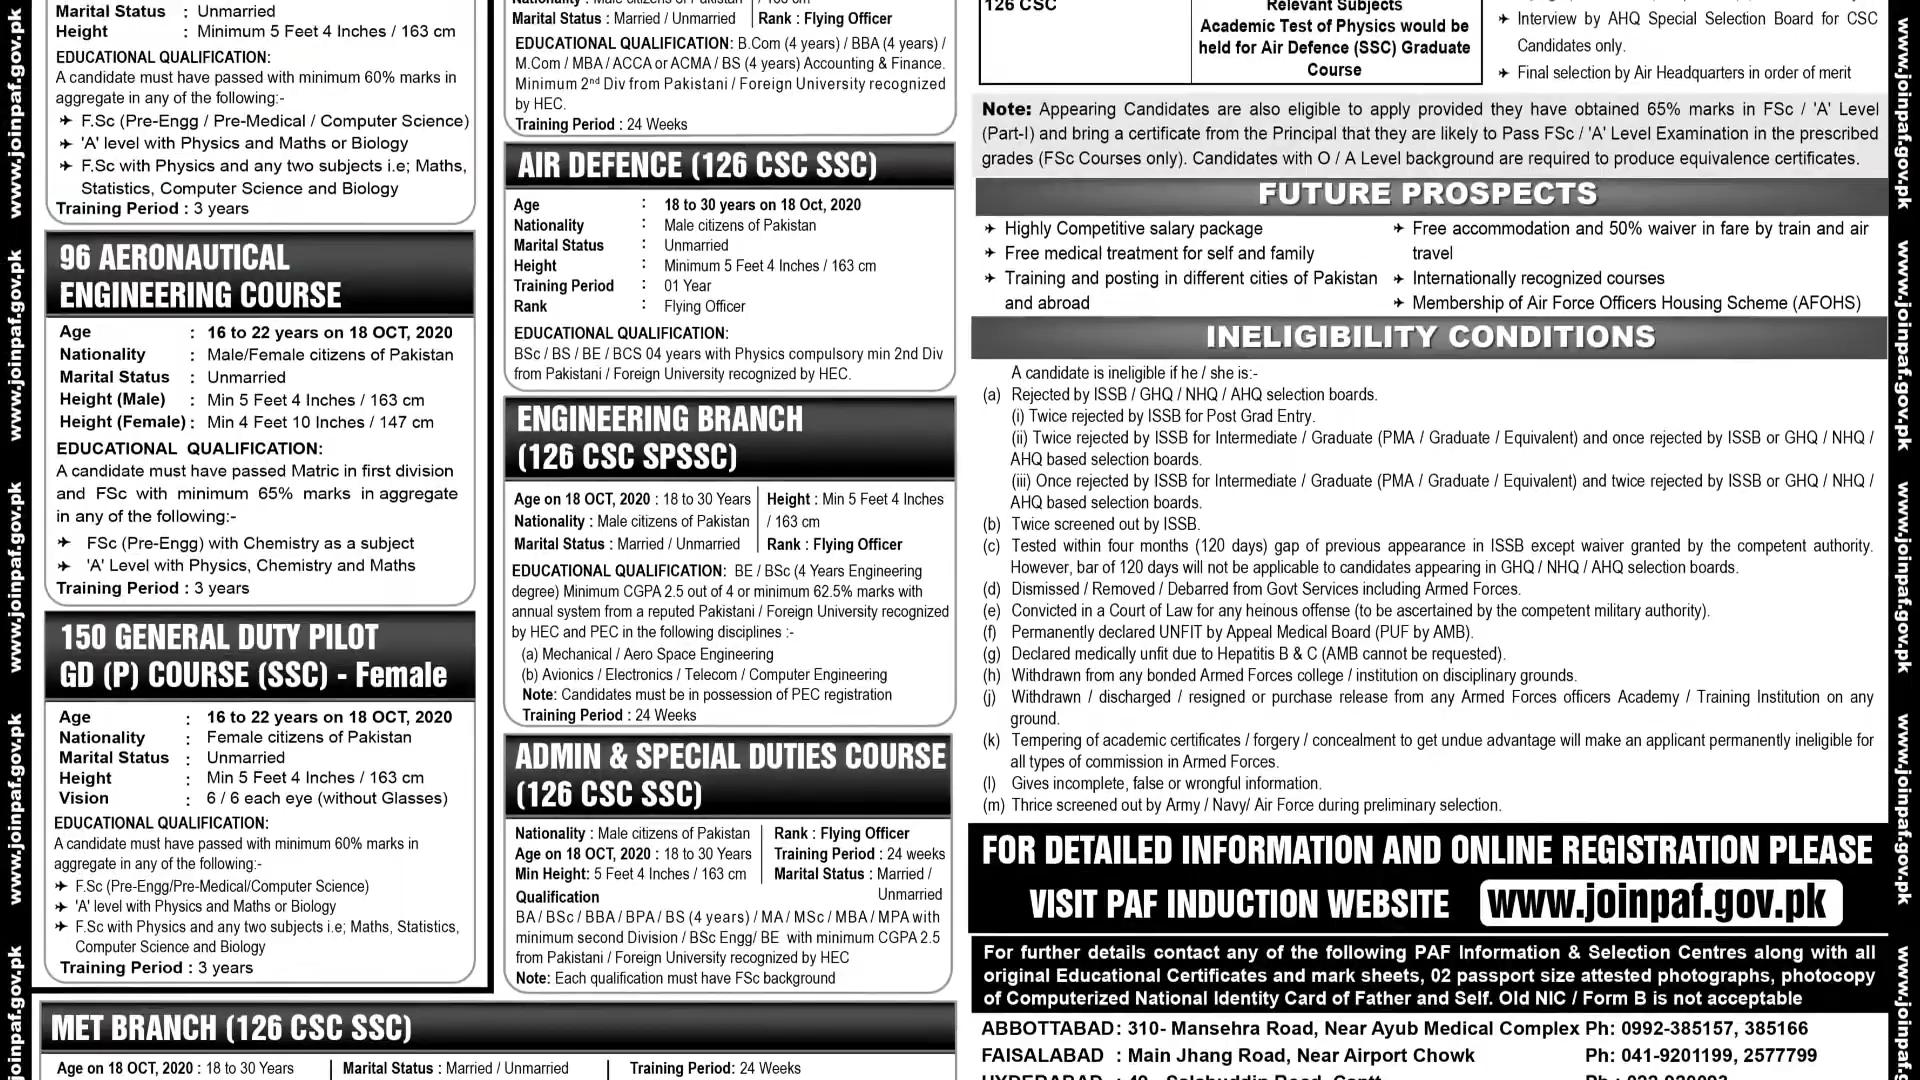 Marital Status : Unmarried
Height : Minimum 5 Feet 4 Inches / 163 cm
EDUCATIONAL QUALIFICATION:
A candidate must have passed with minimum 60% marks in
aggregate in any of the following:-
F.Sc (Pre-Engg / Pre-Medical / Computer Science)
'A' level with Physics and Maths or Biology
F.Sc with Physics and any two subjects i.e; Maths,
Statistics, Computer Science and Biology
Training Period : 3 years
96 AERONAUTICAL
ENGINEERING COURSE
Age : 16 to 22 years on 18 OCT, 2020
Nationality : Male/Female citizens of Pakistan
Marital Status : Unmarried
Height (Male) : Min 5 Feet 4 Inches / 163 cm
Height (Female) : Min 4 Feet 10 Inches / 147 cm
EDUCATIONAL QUALIFICATION:
A candidate must have passed Matric in first division
and FSc with minimum 65% marks in aggregate
in any of the following:-
FSc (Pre-Engg) with Chemistry as a subject
'A' Level with Physics, Chemistry and Maths
Training Period : 3 years
150 GENERAL DUTY PILOT
GD (P) COURSE (SSC) - Female
Age : 16 to 22 years on 18 OCT, 2020
Nationality : Female citizens of Pakistan
Marital Status : Unmarried
Height : Min 5 Feet 4 Inches / 163 cm
Vision : 6 / 6 each eye (without Glasses)
EDUCATIONAL QUALIFICATION:
A candidate must have passed with minimum 60% marks in
aggregate in any of the following:-
F.Sc (Pre-Engg/Pre-Medical/Computer Science)
'A' level with Physics and Maths or Biology
F.Sc with Physics and any two subjects i.e; Maths, Statistics,
Computer Science and Biology
Training Period : 3 years
Marital Status : Married / Unmarried Rank : Flying Officer
EDUCATIONAL QUALIFICATION: B.Com (4 years) / BBA (4 years) /
M.Com / MBA / ACCA or ACMA / BS (4 years) Accounting & Finance.
Minimum 2nd Div from Pakistani / Foreign University recognized
by HEC.
Training Period : 24 Weeks
AIR DEFENCE (126 CSC SSC)
Age : 18 to 30 years on 18 Oct, 2020
Nationality : Male citizens of Pakistan
Marital Status : Unmarried
Height : Minimum 5 Feet 4 Inches / 163 cm
Training Period : 01 Year
Rank : Flying Officer
EDUCATIONAL QUALIFICATION:
BSc / BS / BE / BCS 04 years with Physics compulsory min 2nd Div
from Pakistani / Foreign University recognized by HEC.
ENGINEERING BRANCH
(126 CSC SPSSC)
Age on 18 OCT, 2020 : 18 to 30 Years Height : Min 5 Feet 4 Inches
Nationality : Male citizens of Pakistan / 163 cm
Marital Status : Married / Unmarried Rank : Flying Officer
EDUCATIONAL QUALIFICATION: BE / BSc (4 Years Engineering
degree) Minimum CGPA 2.5 out of 4 or minimum 62.5% marks with
annual system from a reputed Pakistani / Foreign University recognized
by HEC and PEC in the following disciplines :-
(a) Mechanical / Aero Space Engineering
(b) Avionics / Electronics / Telecom / Computer Engineering
Note: Candidates must be in possession of PEC registration
Training Period : 24 Weeks
ADMIN & SPECIAL DUTIES COURSE
(126 CSC SSC)
Nationality : Male citizens of Pakistan Rank : Flying Officer
Age on 18 OCT, 2020 : 18 to 30 Years Training Period : 24 weeks
Min Height: 5 Feet 4 Inches / 163 cm Marital Status : Married /
Qualification Unmarried
BA / BSc / BBA / BPA / BS (4 years) / MA / MSc / MBA / MPA with
minimum second Division / BSc Engg/ BE with minimum CGPA 2.5
from Pakistani / Foreign University recognized by HEC
Note: Each qualification must have FSc background
MET BRANCH (126 CSC SSC)
Age on 18 OCT, 2020 : 18 to 30 Years Marital Status : Married / Unmarried Training Period: 24 Weeks
126 CSC Relevant Subjects
Academic Test of Physics would be
held for Air Defence (SSC) Graduate
Course
Interview by AHQ Special Selection Board for CSC
Candidates only.
Final selection by Air Headquarters in order of merit
Note: Appearing Candidates are also eligible to apply provided they have obtained 65% marks in FSc / 'A' Level
(Part-I) and bring a certificate from the Principal that they are likely to Pass FSc / 'A' Level Examination in the prescribed
grades (FSc Courses only). Candidates with O / A Level background are required to produce equivalence certificates.
FUTURE PROSPECTS
Highly Competitive salary package
Free medical treatment for self and family
Training and posting in different cities of Pakistan
and abroad
Free accommodation and 50% waiver in fare by train and air
travel
Internationally recognized courses
Membership of Air Force Officers Housing Scheme (AFOHS)
INELIGIBILITY CONDITIONS
A candidate is ineligible if he / she is:-
(a) Rejected by ISSB / GHQ / NHQ / AHQ selection boards.
(i) Twice rejected by ISSB for Post Grad Entry.
(ii) Twice rejected by ISSB for Intermediate / Graduate (PMA / Graduate / Equivalent) and once rejected by ISSB or GHQ / NHQ /
AHQ based selection boards.
(iii) Once rejected by ISSB for Intermediate / Graduate (PMA / Graduate / Equivalent) and twice rejected by ISSB or GHQ / NHQ /
AHQ based selection boards.
(b) Twice screened out by ISSB.
(c) Tested within four months (120 days) gap of previous appearance in ISSB except waiver granted by the competent authority.
However, bar of 120 days will not be applicable to candidates appearing in GHQ / NHQ / AHQ selection boards.
(d) Dismissed / Removed / Debarred from Govt Services including Armed Forces.
(e) Convicted in a Court of Law for any heinous offense (to be ascertained by the competent military authority).
(f) Permanently declared UNFIT by Appeal Medical Board (PUF by AMB).
(g) Declared medically unfit due to Hepatitis B & C (AMB cannot be requested).
(h) Withdrawn from any bonded Armed Forces college / institution on disciplinary grounds.
(j) Withdrawn / discharged / resigned or purchase release from any Armed Forces officers Academy / Training Institution on any
ground.
(k) Tempering of academic certificates / forgery / concealment to get undue advantage will make an applicant permanently ineligible for
all types of commission in Armed Forces.
(l) Gives incomplete, false or wrongful information.
(m) Thrice screened out by Army / Navy/ Air Force during preliminary selection.
FOR DETAILED INFORMATION AND ONLINE REGISTRATION PLEASE
VISIT PAF INDUCTION WEBSITE www.joinpaf.gov.pk
For further details contact any of the following PAF Information & Selection Centres along with all
original Educational Certificates and mark sheets, 02 passport size attested photographs, photocopy
of Computerized National Identity Card of Father and Self. Old NIC / Form B is not acceptable
ABBOTTABAD: 310- Mansehra Road, Near Ayub Medical Complex Ph: 0992-385157, 385166
FAISALABAD : Main Jhang Road, Near Airport Chowk Ph: 041-9201199, 2577799
www.joinpaf.gov.pk
www.joinpaf.gov.pk
www.joinpaf.gov.pk
www.joinpaf.gov.pk
www.joinpaf.gov.pk
www.joinpaf.gov.pk
www.joinpaf.gov.pk
www.joinpaf.gov.pk